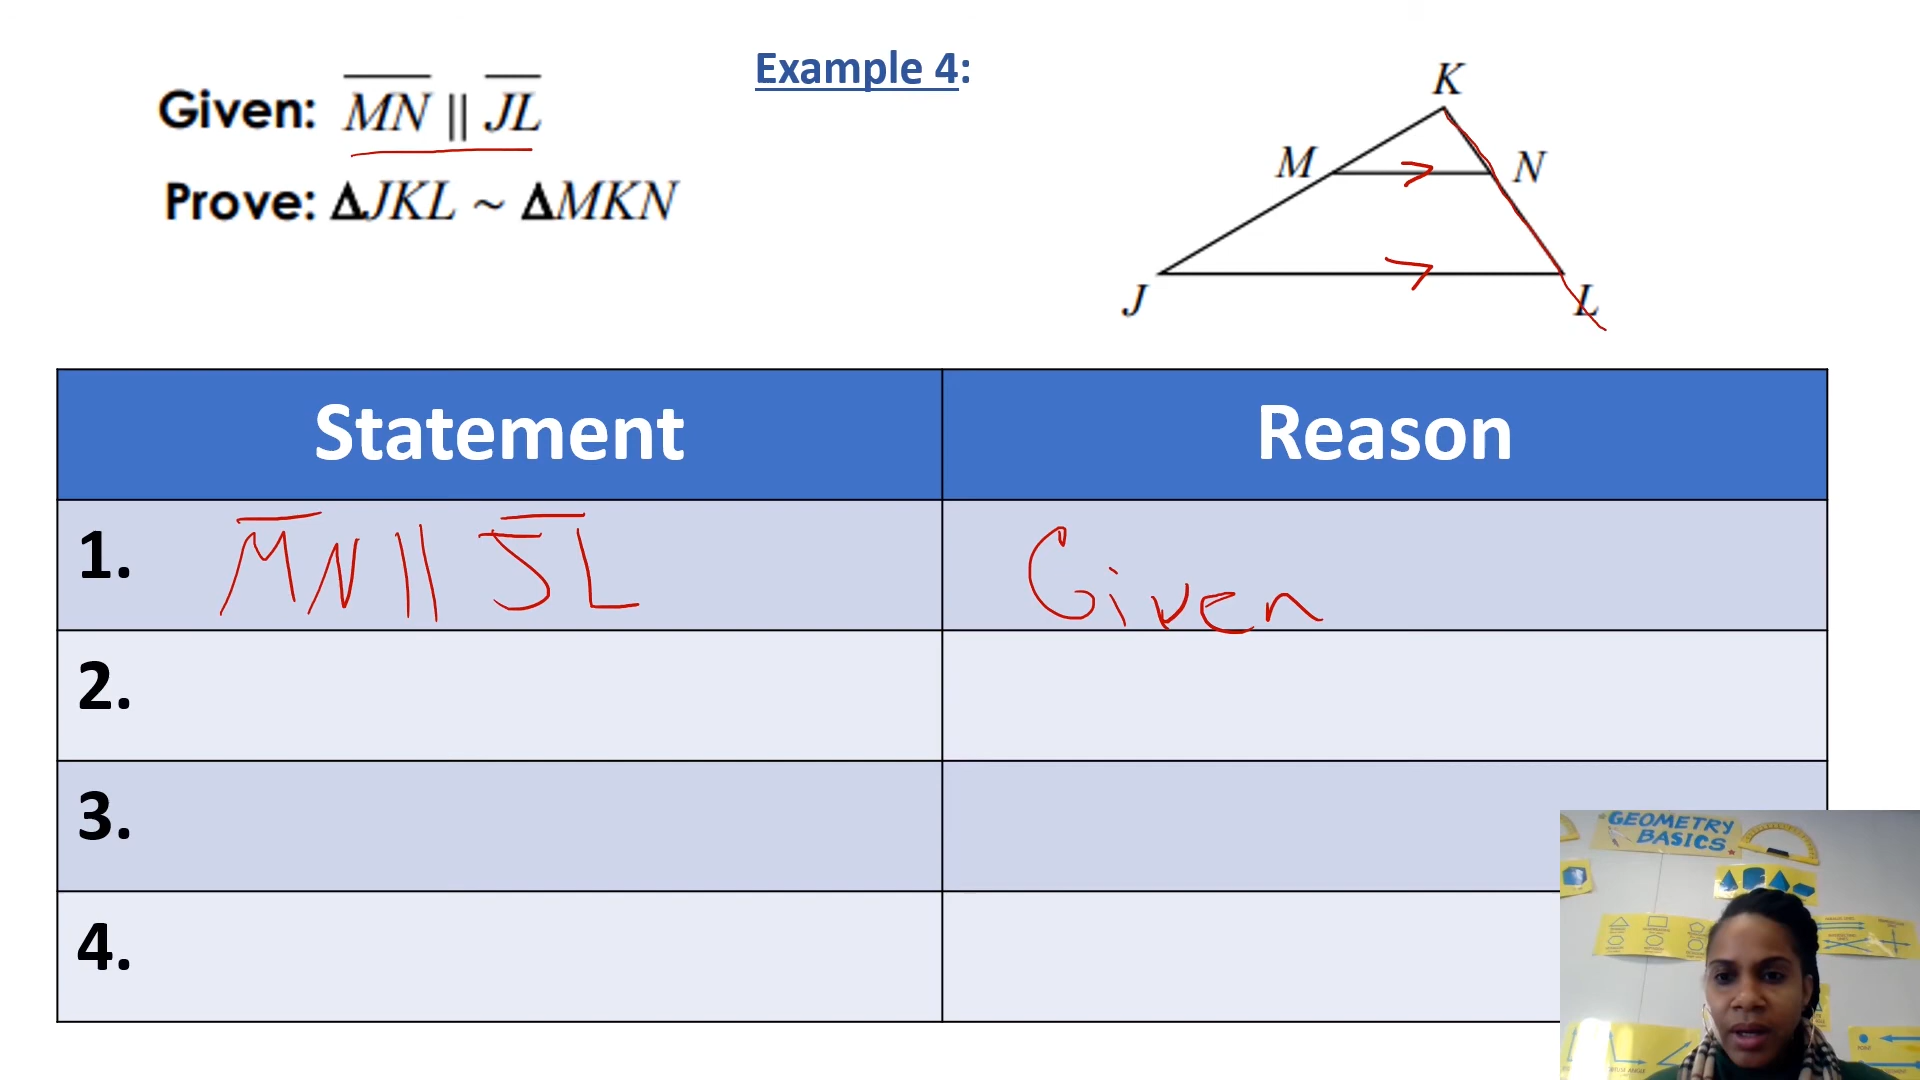 Example 4:
Given: MN || JL
Prove: ΔJKL ~ ΔMKN
K
M
N
J
L
Statement
Reason
1. MN || JL
Given
2.
3.
4.
GEOMETRY
BASICS